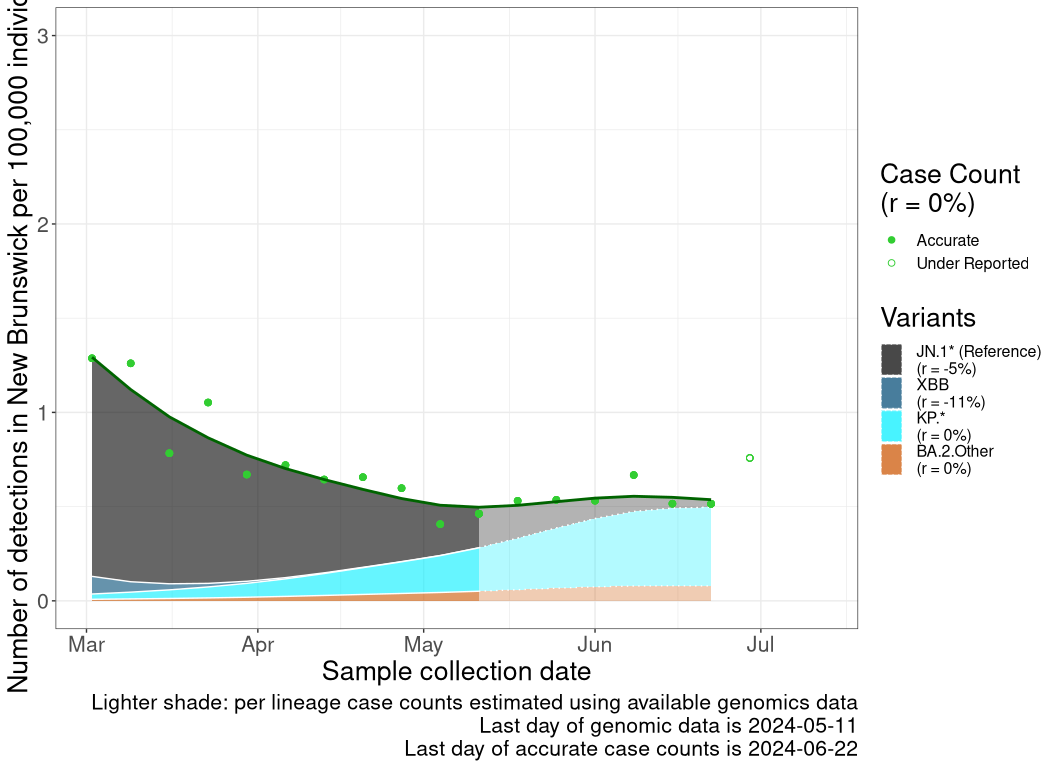 Number of detections in New Brunswick per 100,000
3
2
1
0
Mar
Apr
May
Jun
Jul
Sample collection date
Lighter shade: per lineage case counts estimated using available genomics data
Last day of genomic data is 2024-05-11
Last day of accurate case counts is 2024-06-22
Case Count
(r = 0%)
Accurate
Under Reported
Variants
JN.1* (Reference)
(r = -5%)
XBB
(r = -11%)
KP.*
(r = 0%)
BA.2.Other
(r = 0%)